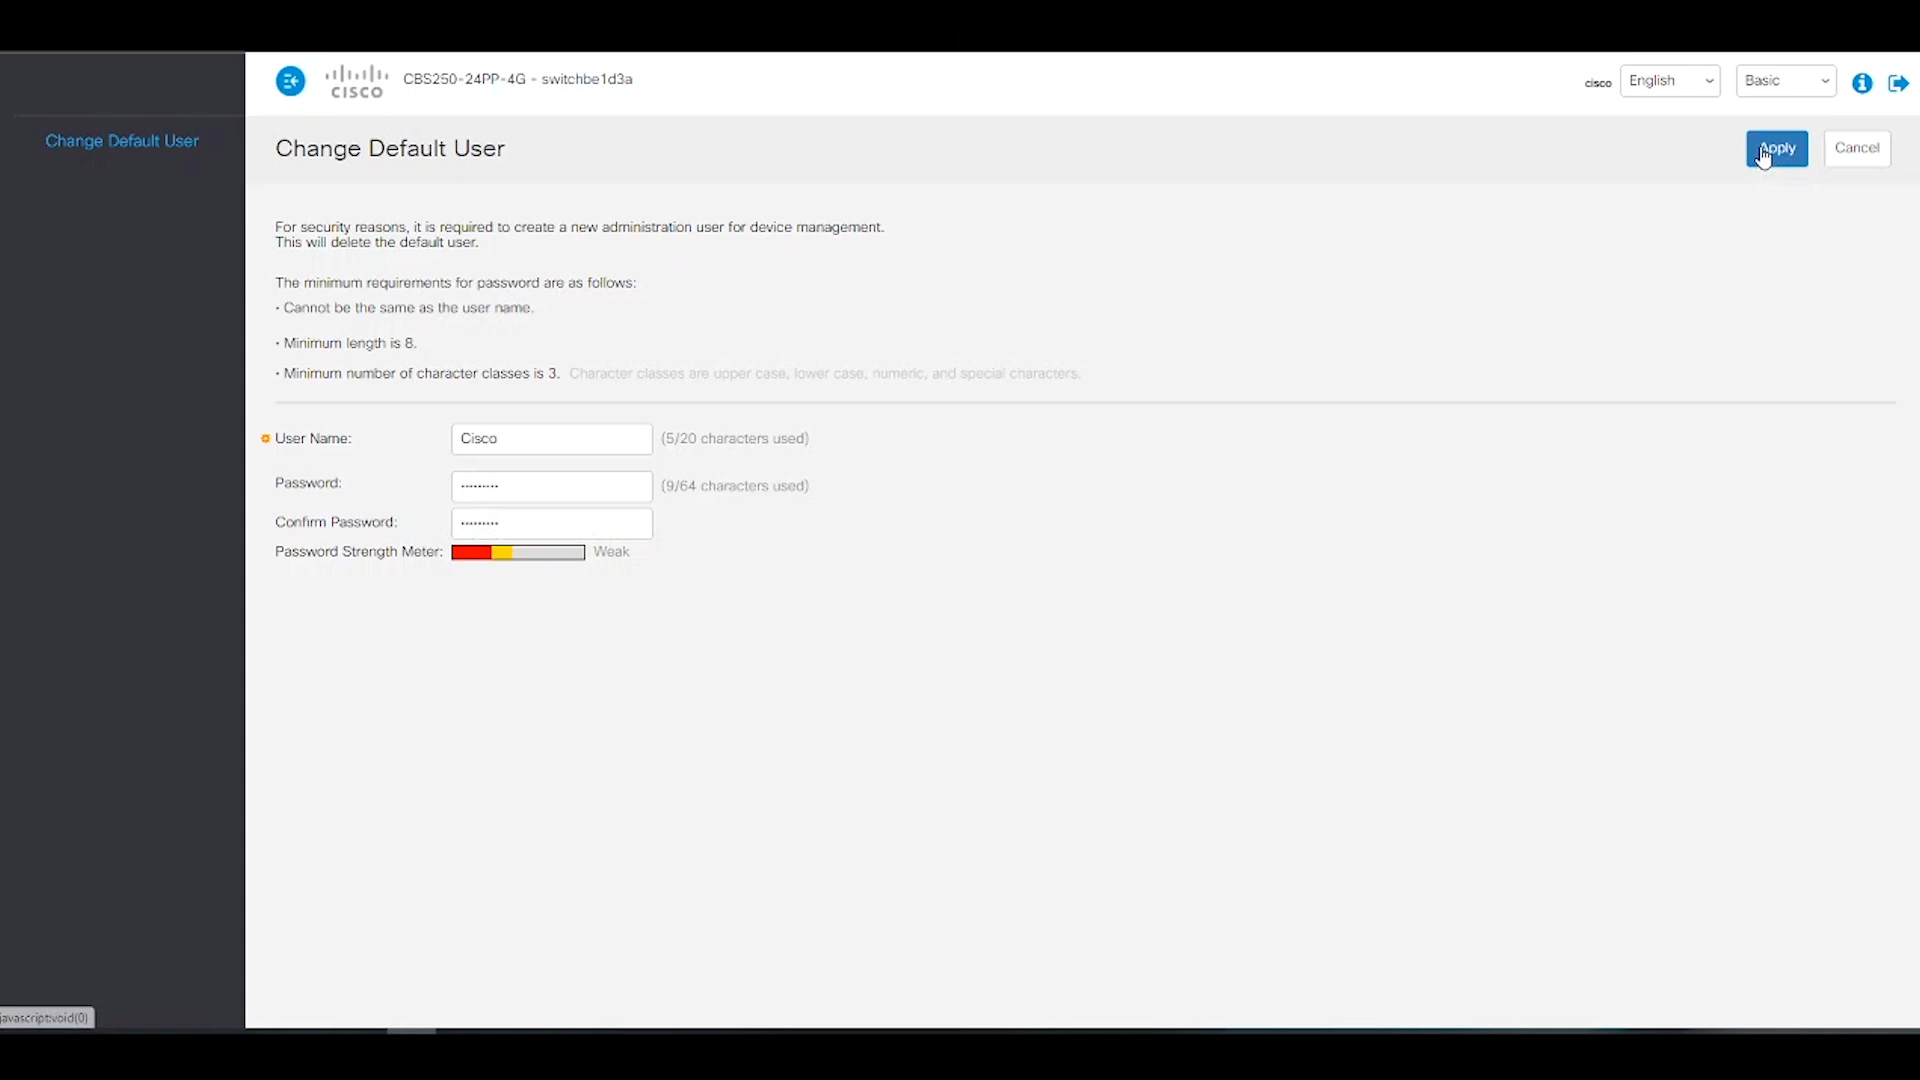 CISCO
CBS250-24PP-4G - switchbe1d3a
cisco
English
Basic
Change Default User
Change Default User
Apply
Cancel
For security reasons, it is required to create a new administration user for device management.
This will delete the default user.
The minimum requirements for password are as follows:
• Cannot be the same as the user name.
• Minimum length is 8.
• Minimum number of character classes is 3. Character classes are upper case, lower case, numeric, and special characters.
User Name: Cisco (5/20 characters used)
Password: ········· (9/64 characters used)
Confirm Password: ·········
Password Strength Meter: Weak
javascript:void(0)